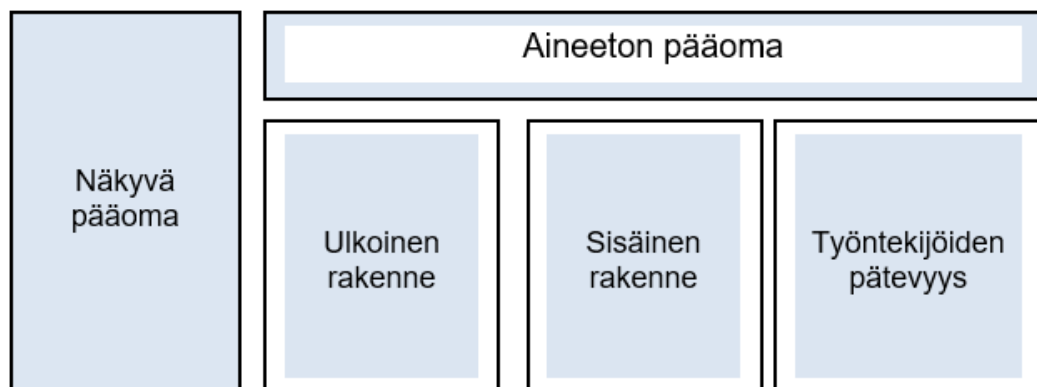 Aineeton pääoma
Näkyvä
pääoma
Ulkoinen
rakenne
Sisäinen
rakenne
Työntekijöiden
pätevyys